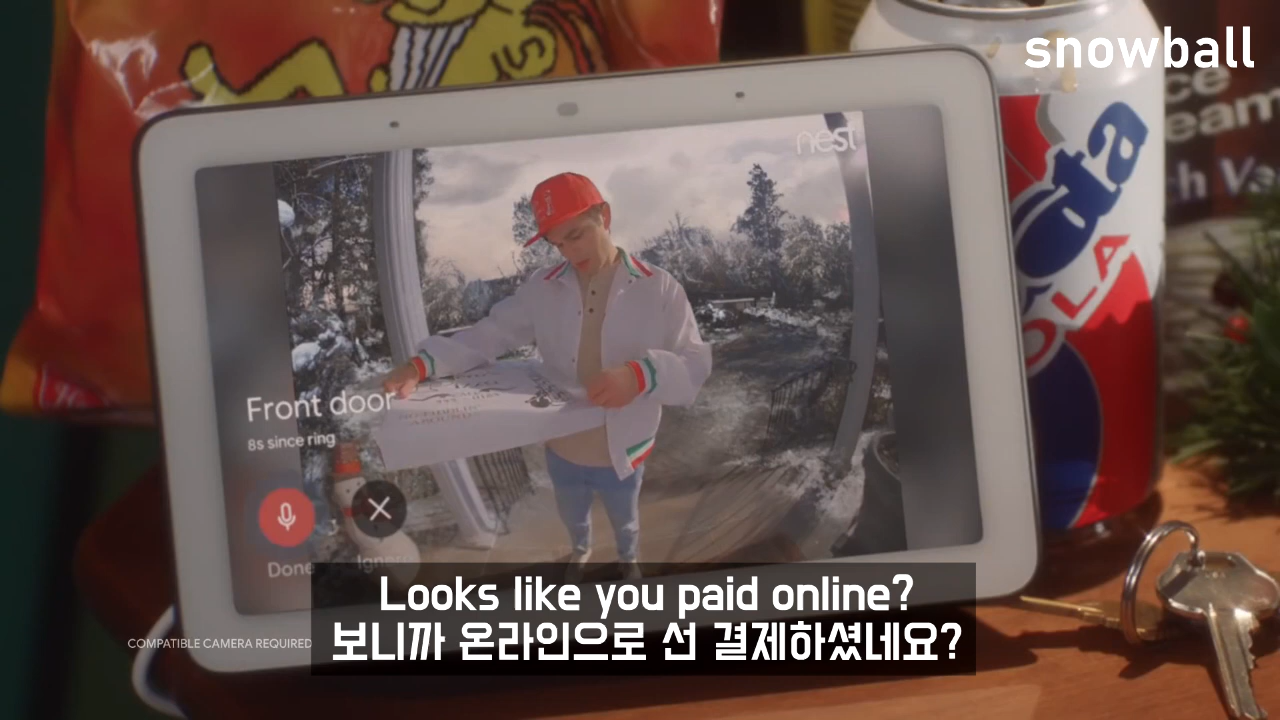 snowball
nest
Front door
8s since ring
Done
Ignore
COMPATIBLE CAMERA REQUIRED
Looks like you paid online?
보니까 온라인으로 선 결제하셨네요?